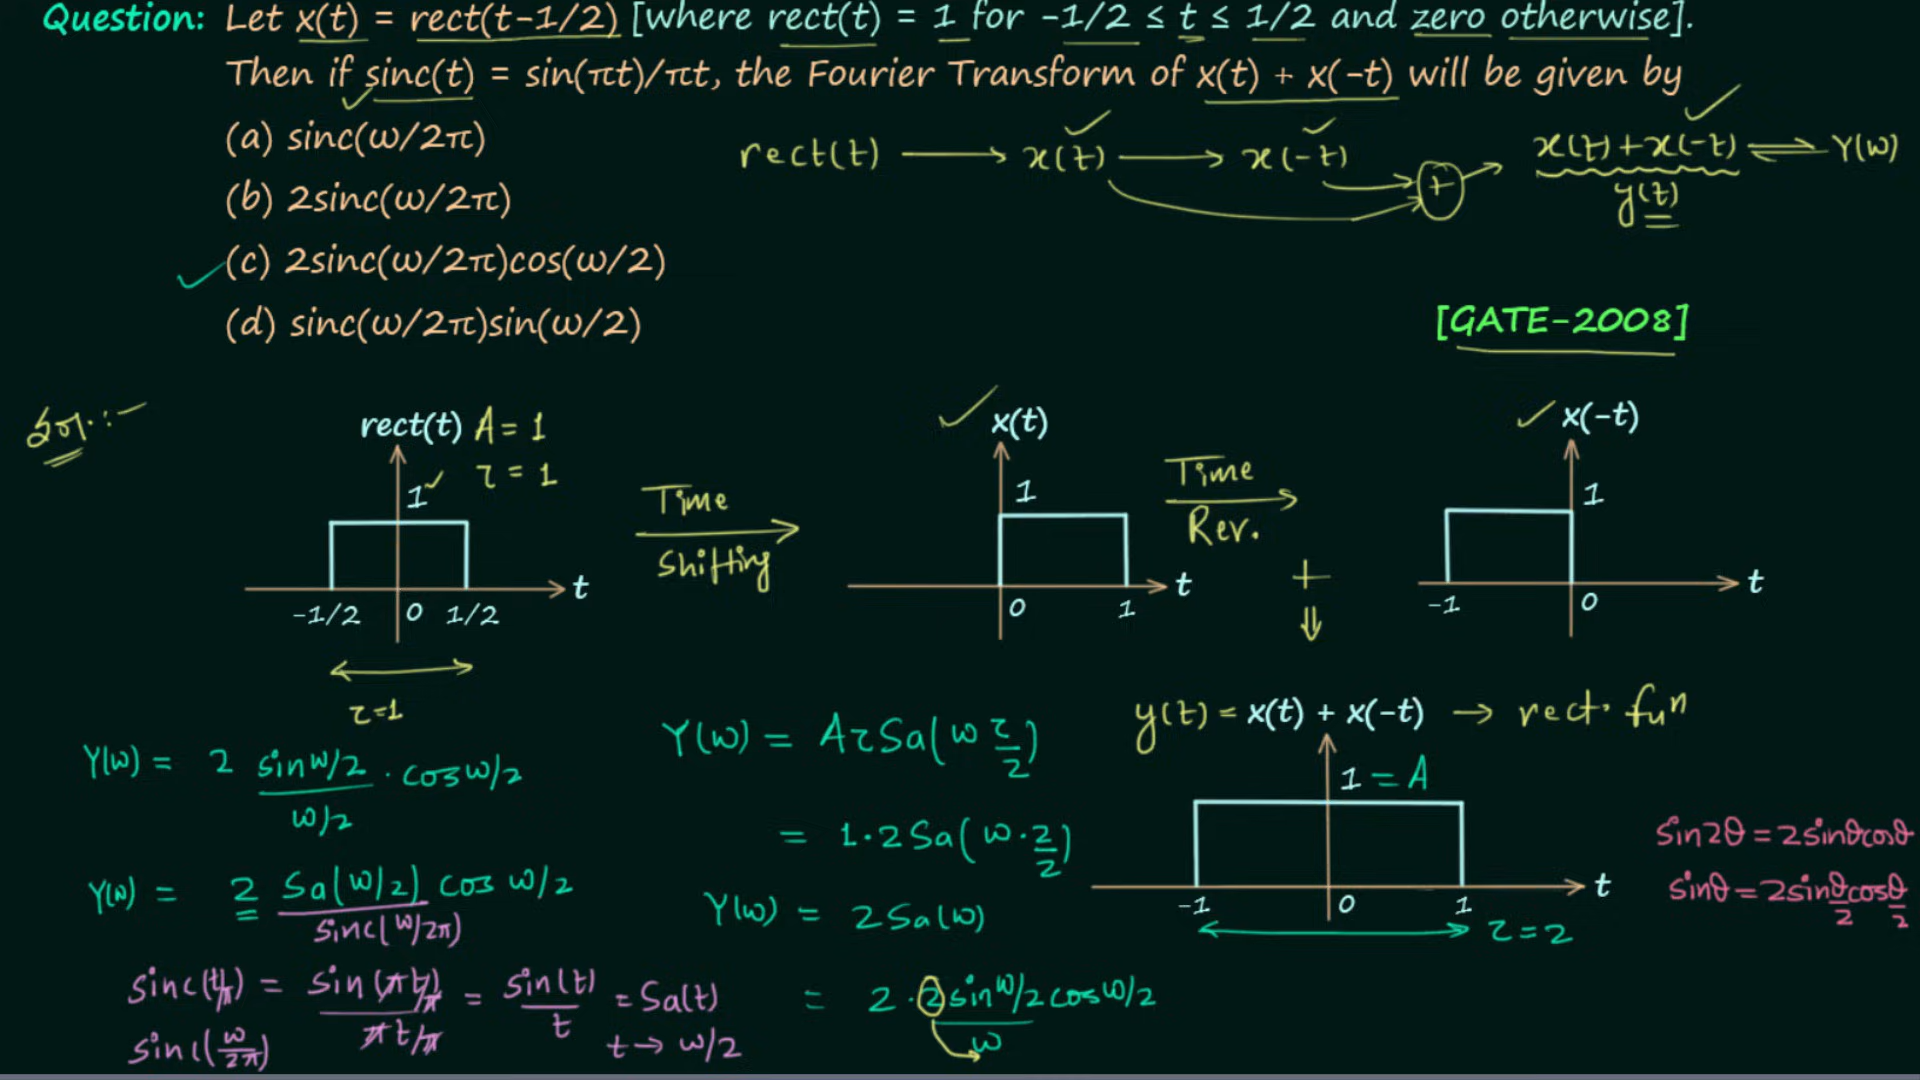 Question: Let x(t) = rect(t-1/2) [where rect(t) = 1 for -1/2 ≤ t ≤ 1/2 and zero otherwise].
Then if sinc(t) = sin(πt)/πt, the Fourier Transform of x(t) + x(-t) will be given by
(a) sinc(ω/2π)
(b) 2sinc(ω/2π)
(c) 2sinc(ω/2π)cos(ω/2)
(d) sinc(ω/2π)sin(ω/2)
rect(t) → x(t) → x(-t) + → x(t)+x(-t) ⇌ Y(ω)
y(t)
[GATE-2008]
Sol.:-
rect(t) A = 1
τ = 1
1
-1/2 0 1/2 t
τ=1
Time
Shifting
x(t)
1
0 1 t
Time
Rev.
x(-t)
1
-1 0 t
+
⇓
y(t) = x(t) + x(-t) → rect. fun
1 = A
-1 0 1 t
τ = 2
Y(ω) = AτSa(ω τ/2)
= 1·2Sa(ω·2/2)
Y(ω) = 2Sa(ω)
= 2·2sinω/2cosω/2
ω
Y(ω) = 2 sinω/2 · cosω/2
ω/2
Y(ω) = 2 Sa(ω/2) cos ω/2
sinc(ω/2π)
sinc(t/π) = sin(πt/π) = sin(t) = Sa(t)
πt/π t t → ω/2
sinc(ω/2π)
sin2θ = 2sinθcosθ
sinθ = 2sinθ/2cosθ/2